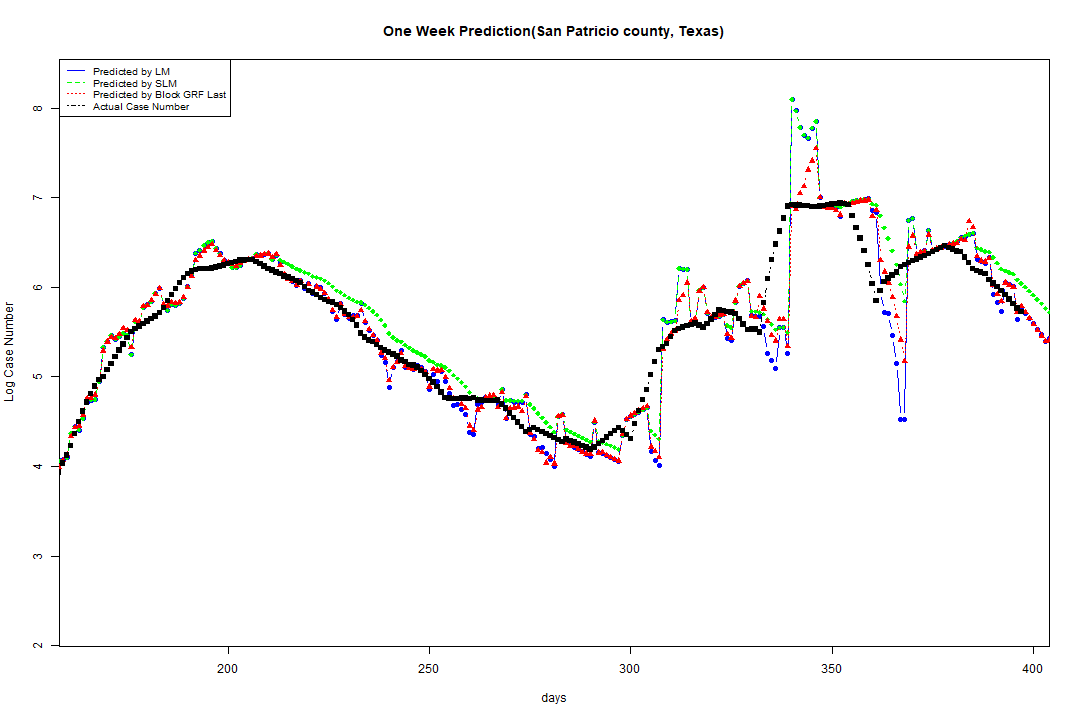 One Week Prediction(San Patricio county, Texas)
Predicted by LM
Predicted by SLM
Predicted by Block GRF Last
Actual Case Number
8
7
6
5
4
3
2
Log Case Number
200 250 300 350 400
days